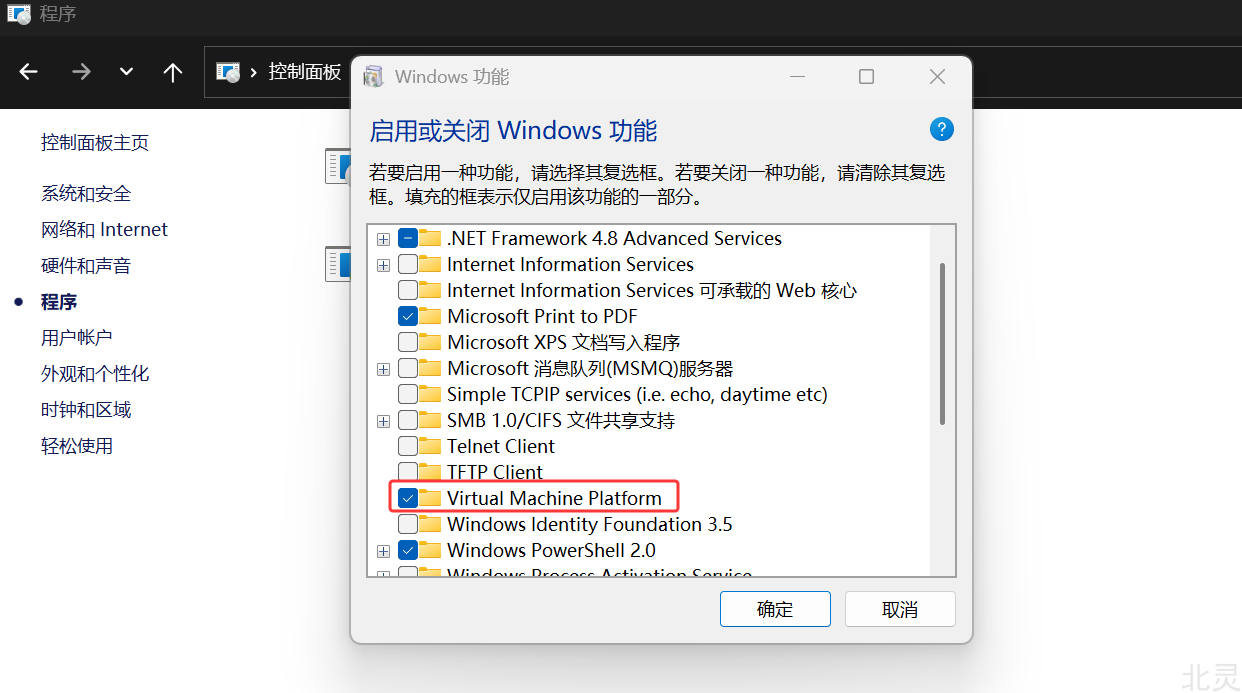 程序
控制面板
Windows 功能
控制面板主页
系统和安全
网络和 Internet
硬件和声音
程序
用户帐户
外观和个性化
时钟和区域
轻松使用
启用或关闭 Windows 功能
若要启用一种功能，请选择其复选框。若要关闭一种功能，请清除其复选
框。填充的框表示仅启用该功能的一部分。
.NET Framework 4.8 Advanced Services
Internet Information Services
Internet Information Services 可承载的 Web 核心
Microsoft Print to PDF
Microsoft XPS 文档写入程序
Microsoft 消息队列(MSMQ)服务器
Simple TCPIP services (i.e. echo, daytime etc)
SMB 1.0/CIFS 文件共享支持
Telnet Client
TFTP Client
Virtual Machine Platform
Windows Identity Foundation 3.5
Windows PowerShell 2.0
Windows Process Activation Service
确定
取消
北灵